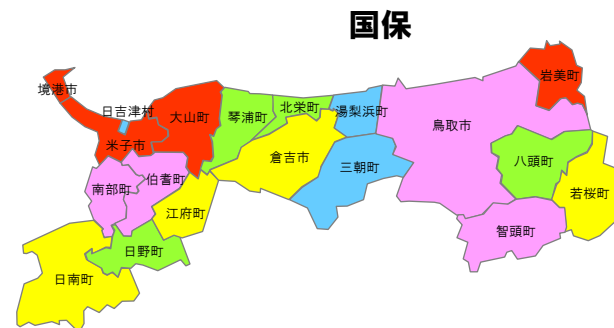 国保
境港市
日吉津村
大山町
米子市
琴浦町
北栄町
湯梨浜町
鳥取市
岩美町
南部町
伯耆町
倉吉市
三朝町
八頭町
若桜町
江府町
智頭町
日南町
日野町